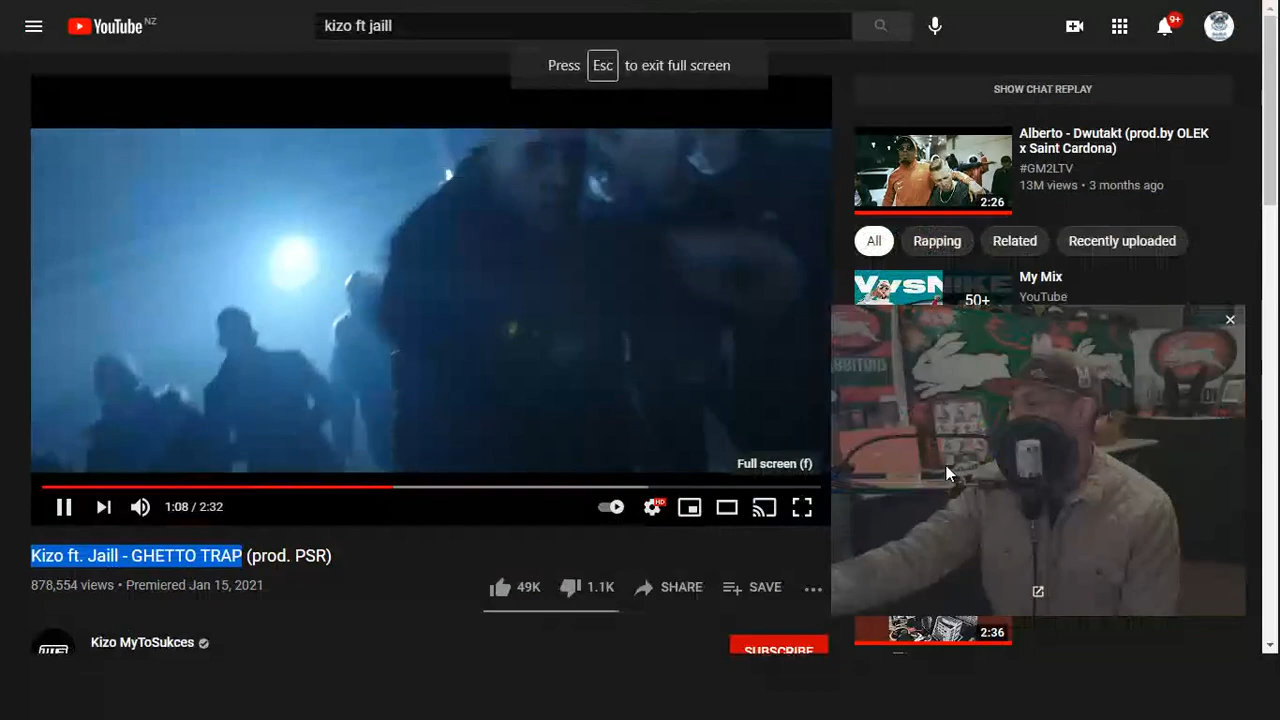 YouTube NZ
kizo ft jaill
9+
Press Esc to exit full screen
SHOW CHAT REPLAY
Alberto - Dwutakt (prod.by OLEK
x Saint Cardona)
#GM2LTV
13M views • 3 months ago
2:26
All
Rapping
Related
Recently uploaded
My Mix
YouTube
50+
Full screen (f)
1:08 / 2:32
HD
Kizo ft. Jaill - GHETTO TRAP (prod. PSR)
878,554 views • Premiered Jan 15, 2021
49K
1.1K
SHARE
SAVE
2:36
Kizo MyToSukces
SUBSCRIBE